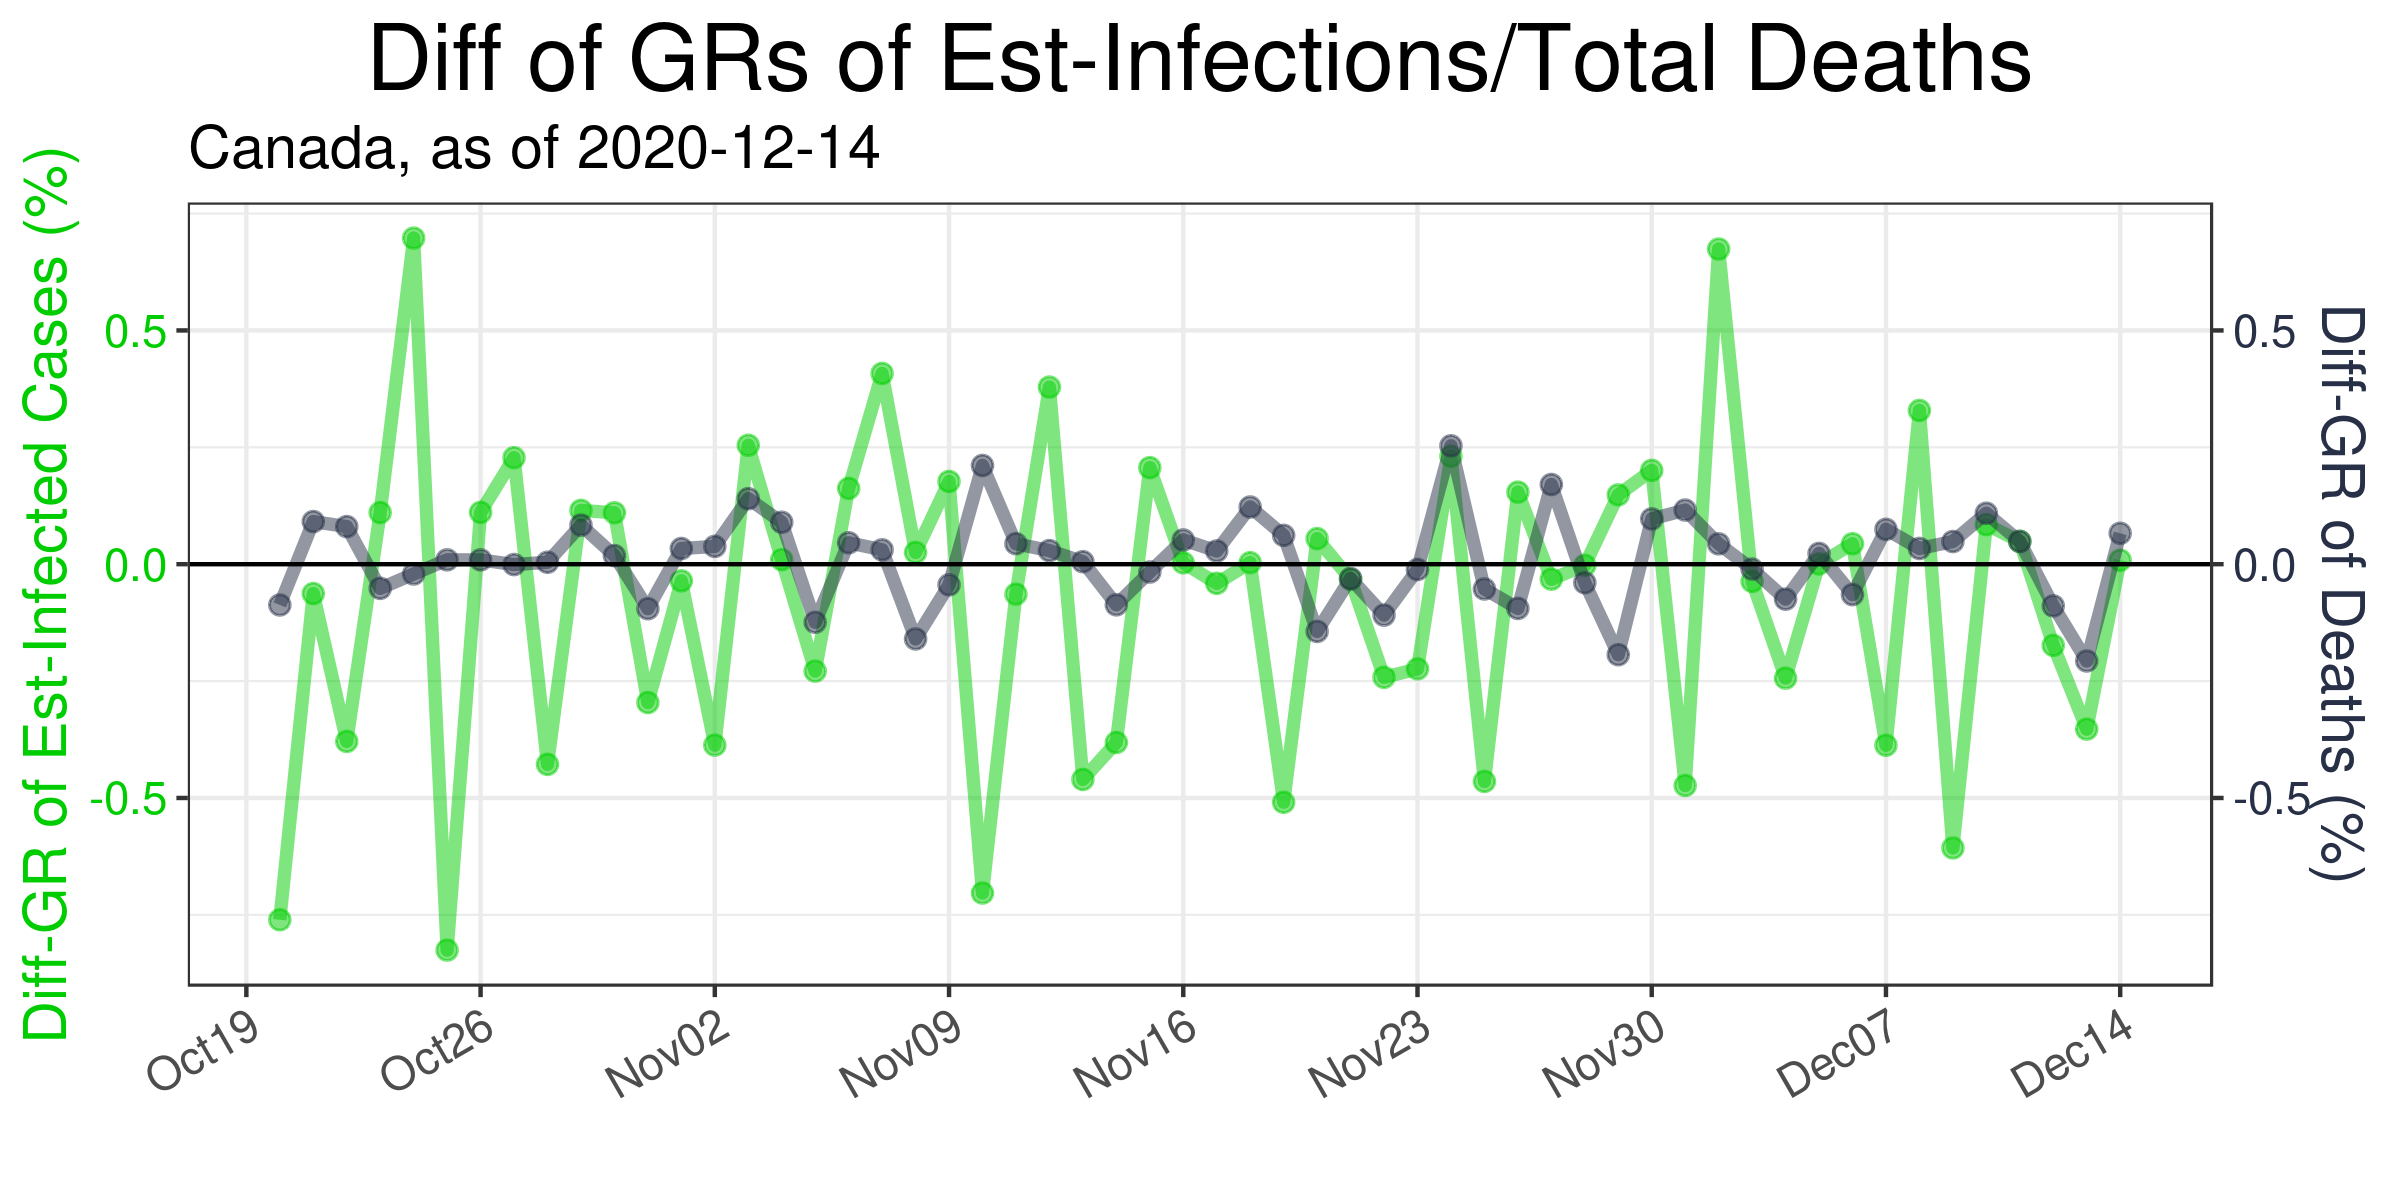 Diff of GRs of Est-Infections/Total Deaths
Canada, as of 2020-12-14
Diff-GR of Est-Infected Cases (%)
0.5
0.0
-0.5
0.5
0.0
-0.5
Diff-GR of Deaths (%)
Oct19
Oct26
Nov02
Nov09
Nov16
Nov23
Nov30
Dec07
Dec14